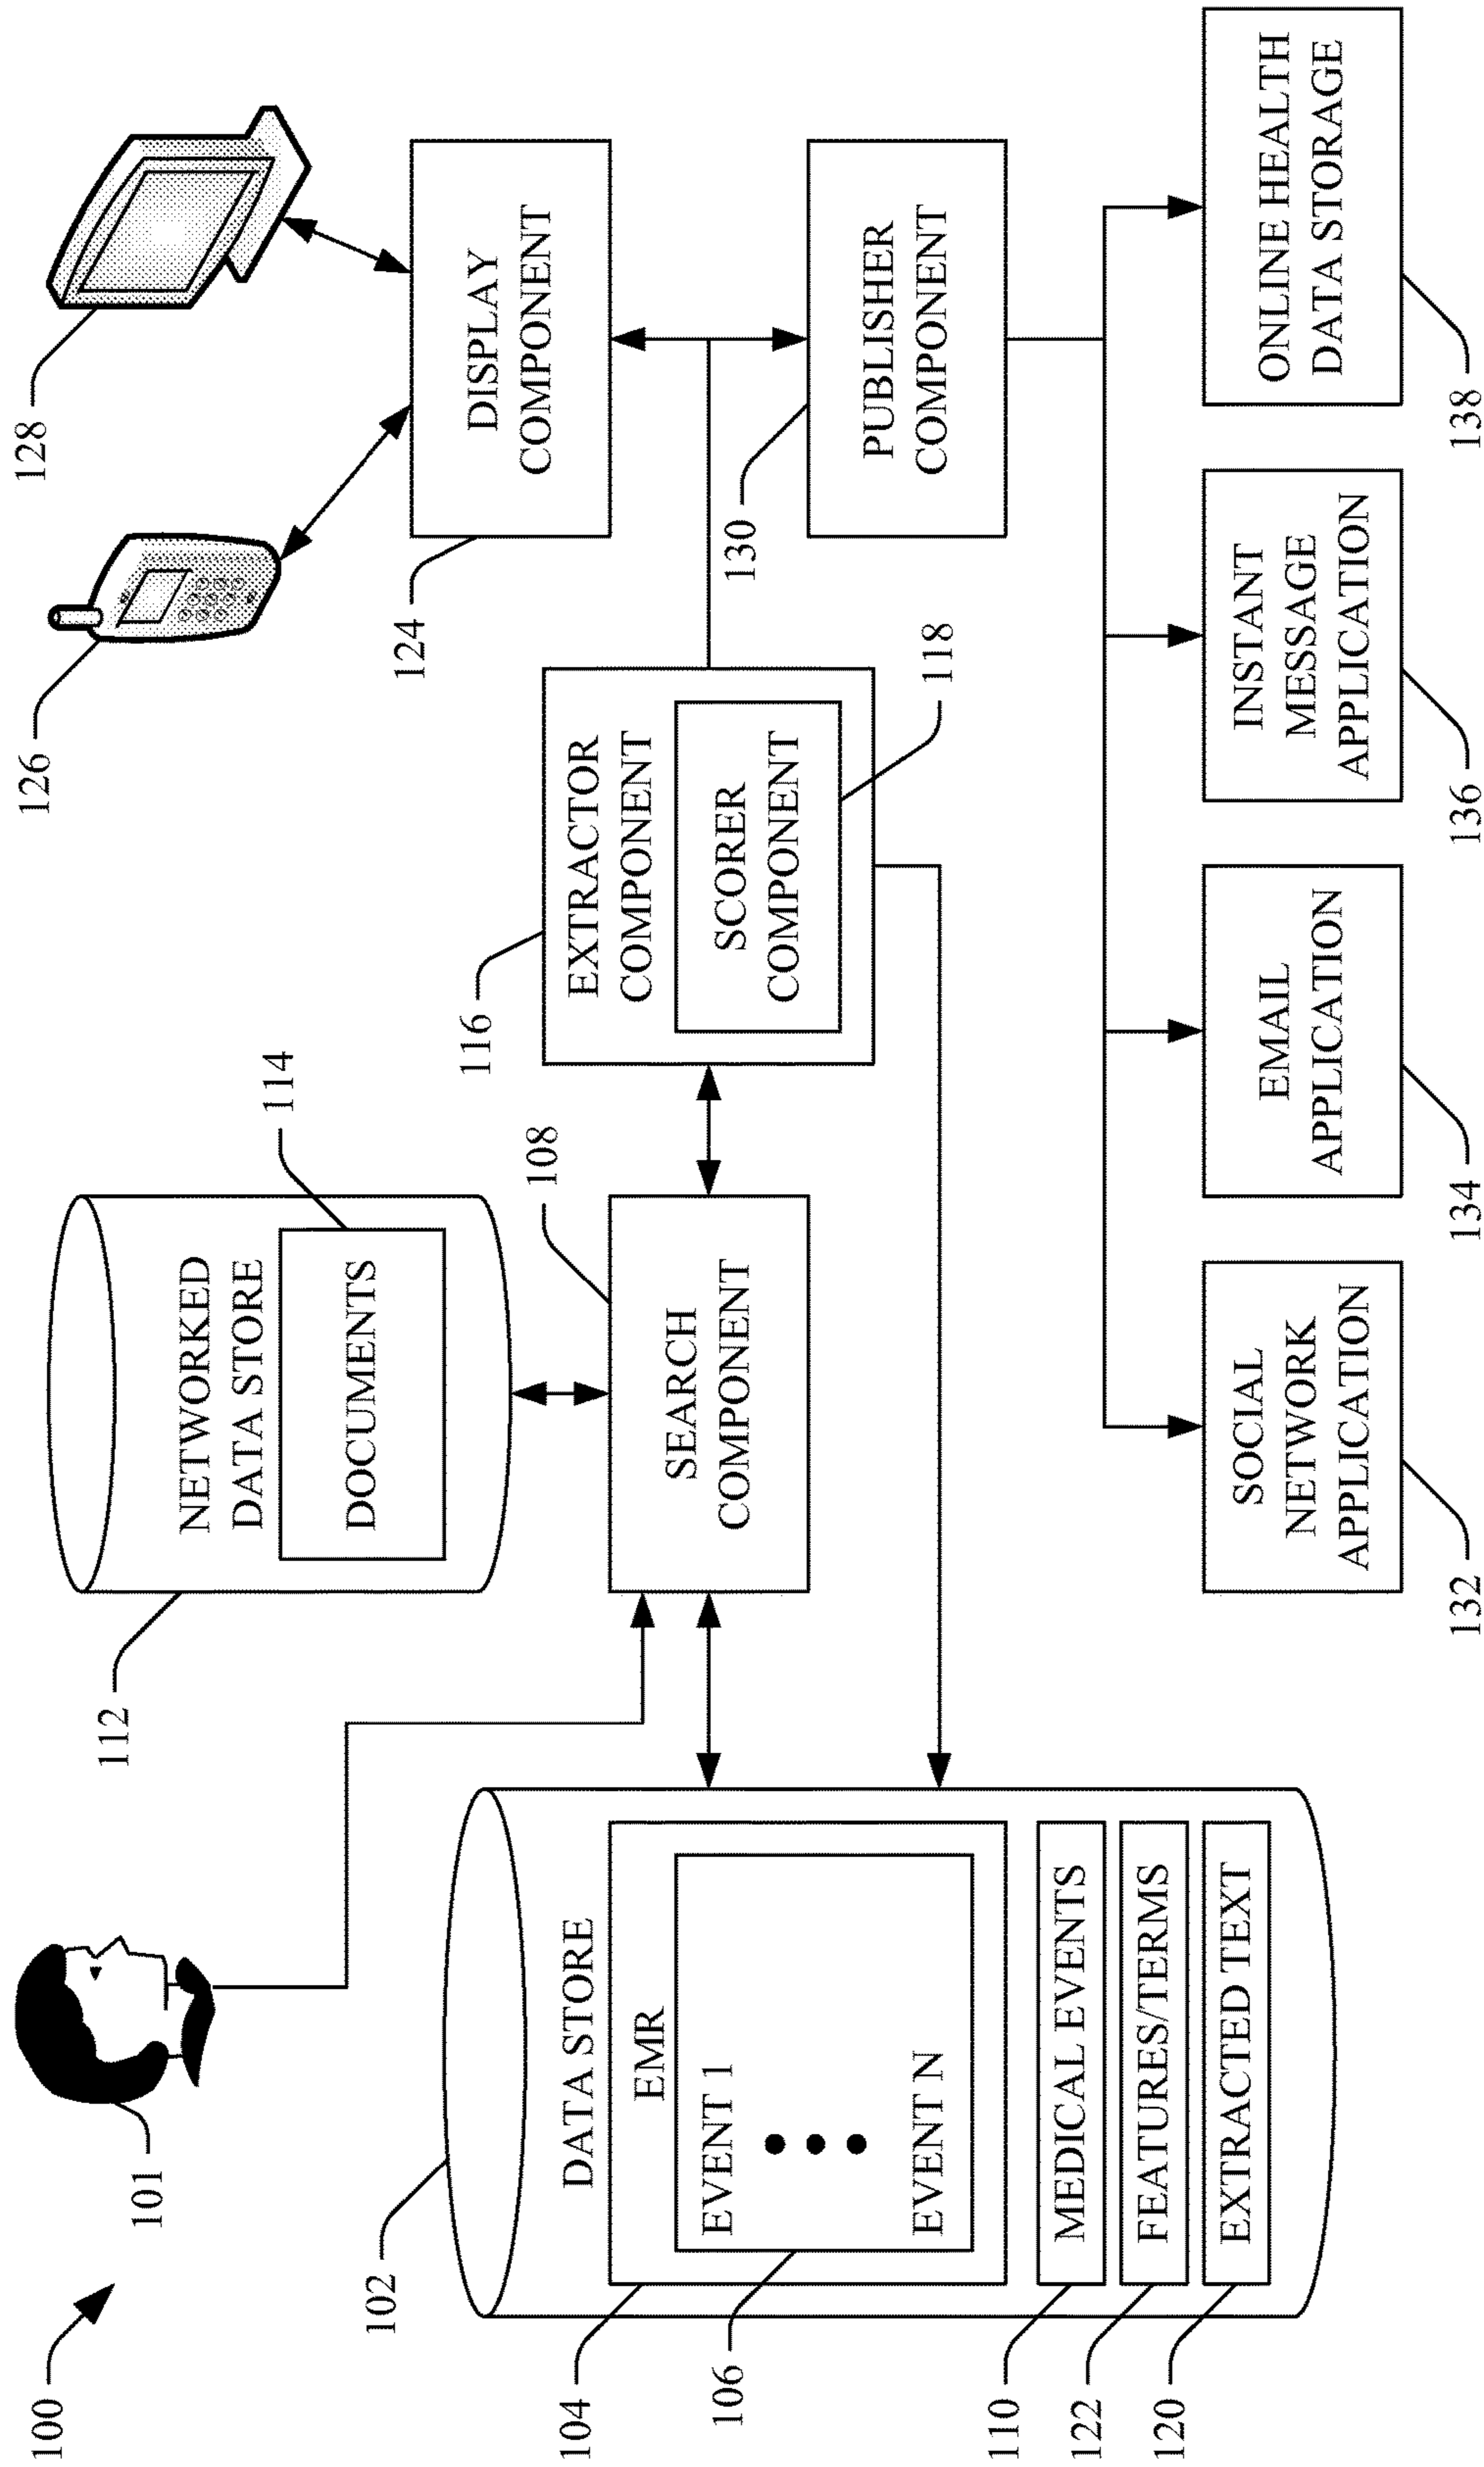 100
101
112
NETWORKED
DATA STORE
DOCUMENTS
114
126
128
102
DATA STORE
104
EMR
106
EVENT 1
EVENT N
110
MEDICAL EVENTS
122
FEATURES/TERMS
120
EXTRACTED TEXT
108
SEARCH
COMPONENT
116
EXTRACTOR
COMPONENT
SCORER
COMPONENT
118
124
DISPLAY
COMPONENT
130
PUBLISHER
COMPONENT
SOCIAL
NETWORK
APPLICATION
132
EMAIL
APPLICATION
134
INSTANT
MESSAGE
APPLICATION
136
ONLINE HEALTH
DATA STORAGE
138